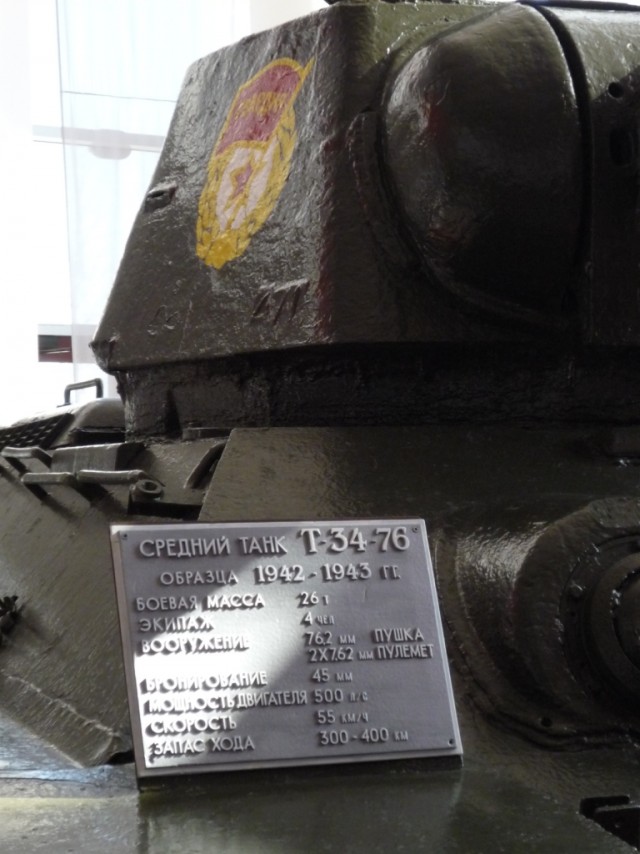 СРЕДНИЙ ТАНК Т-34-76
ОБРАЗЦА 1942-1943 ГГ.
БОЕВАЯ МАССА 26 Т
ЭКИПАЖ 4 ЧЕЛ
ВООРУЖЕНИЕ 76,2 ММ ПУШКА
2Х7,62 ММ ПУЛЕМЕТ
БРОНИРОВАНИЕ 45 ММ
МОЩНОСТЬ ДВИГАТЕЛЯ 500 Л/С
СКОРОСТЬ 55 КМ/Ч
ЗАПАС ХОДА 300-400 КМ